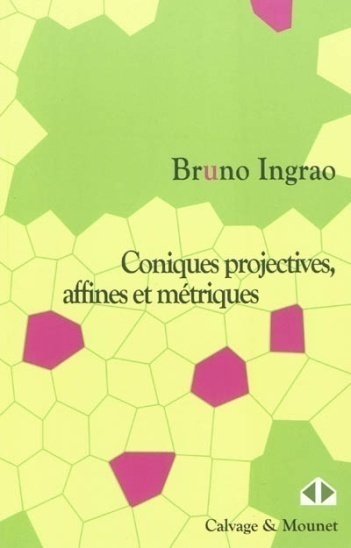 Bruno Ingrao
Coniques projectives,
affines et métriques
Calvage & Mounet